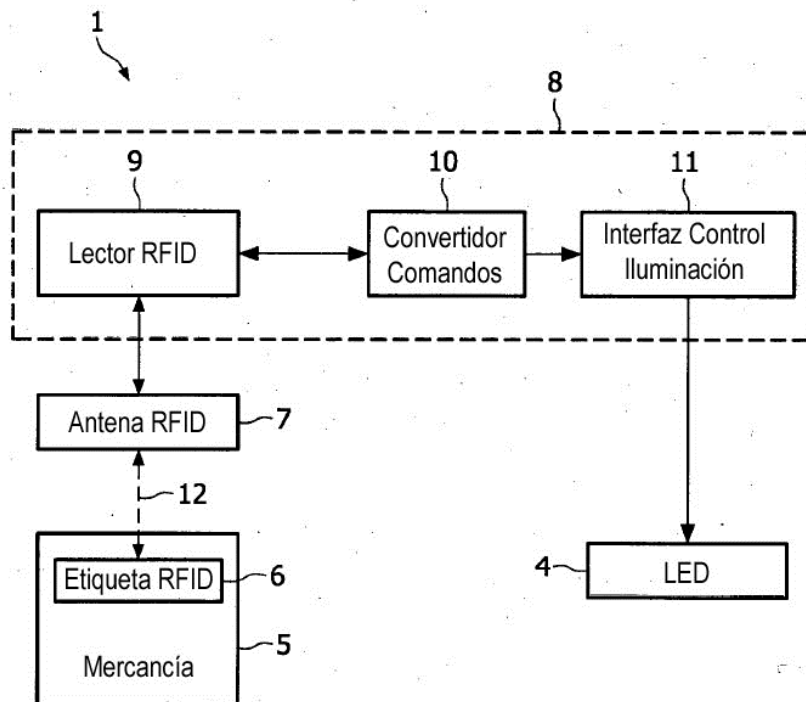 1
8
9
10
11
Lector RFID
Convertidor
Comandos
Interfaz Control
Iluminación
Antena RFID
7
12
Etiqueta RFID
6
4
LED
5
Mercancía